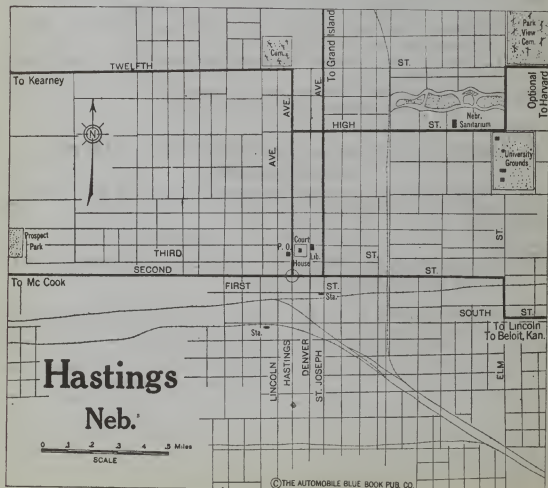 Park
View
Cem.
Cem.
To Grand Island
TWELFTH
ST.
To Kearney
AVE.
AVE.
Optional
To Harvard
N
AVE.
HIGH
ST.
Nebr.
Sanitarium
University
Grounds
Prospect
Park
THIRD
P. O.
Court
House
Lib.
ST.
ST.
SECOND
ST.
To Mc Cook
FIRST
ST.
Sta.
SOUTH
ST.
Sta.
To Lincoln
To Beloit, Kan.
LINCOLN
HASTINGS
DENVER
ST. JOSEPH
ELM
Hastings
Neb.
0 .1 .2 .3 .4 .5 Miles
SCALE
©THE AUTOMOBILE BLUE BOOK PUB. CO.